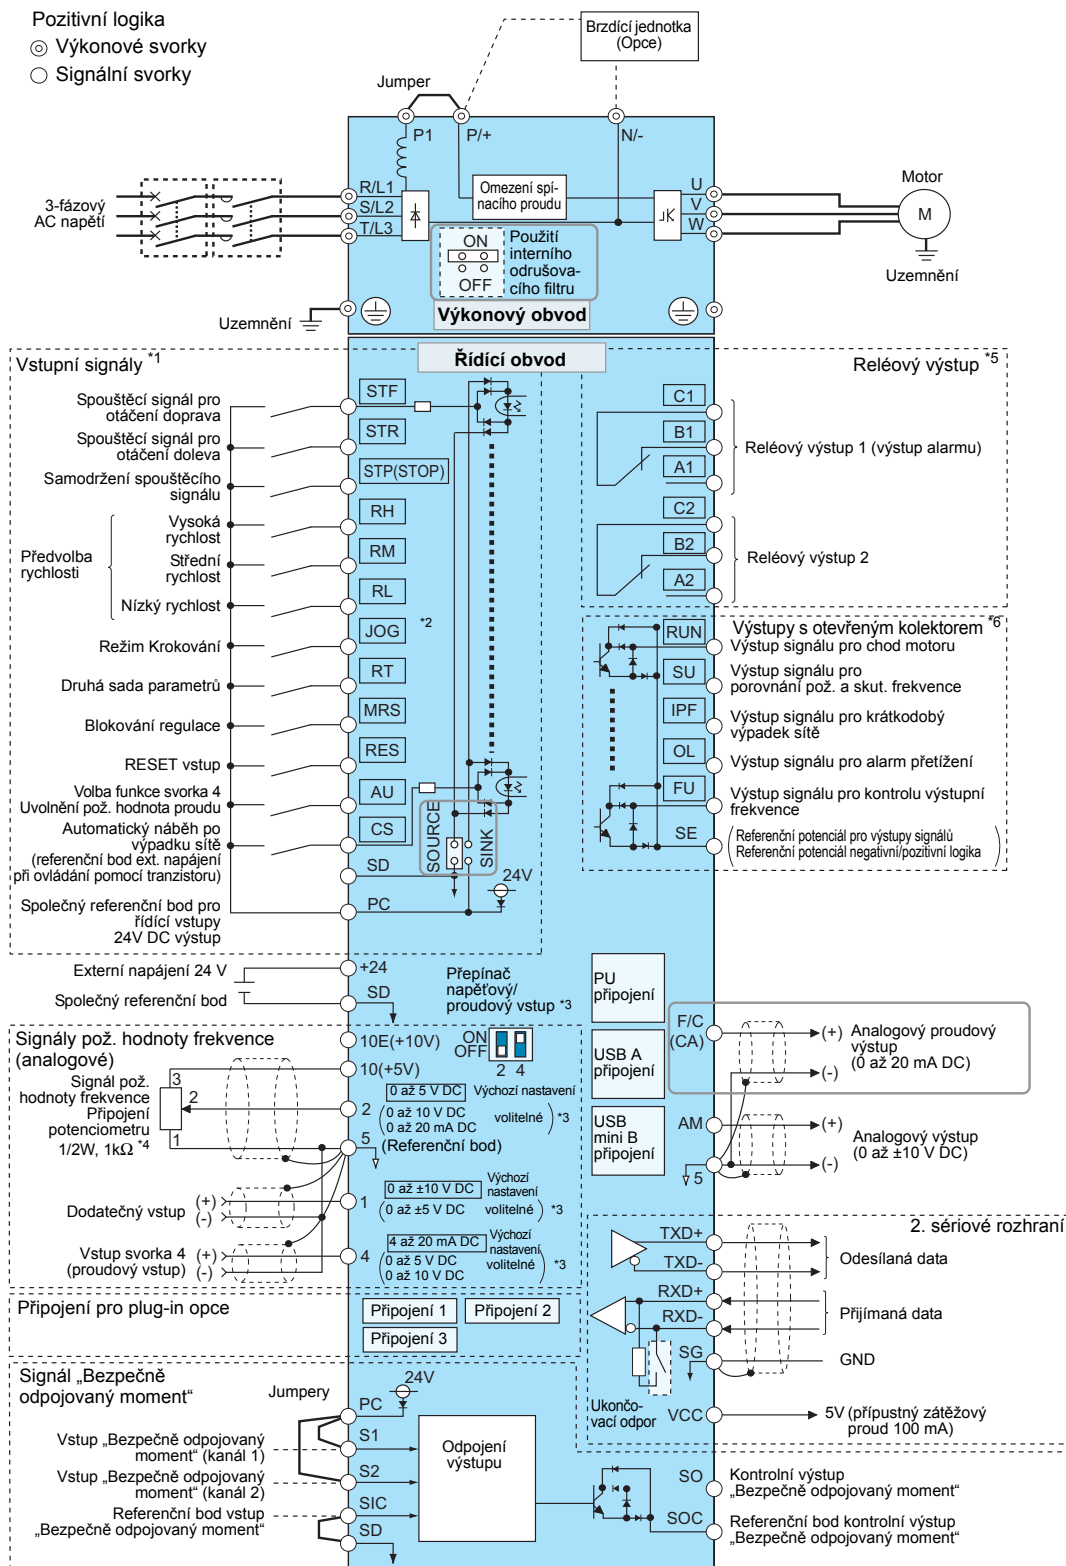 Pozitivní logika
Výkonové svorky
Signální svorky
Brzdící jednotka
(Opce)
Jumper
P1
P/+
N/-
3-fázový
AC napětí
R/L1
S/L2
T/L3
Omezení spí-
nacího proudu
U
V
W
Motor
M
Uzemnění
ON
OFF
Použití
interního
odrušova-
cího filtru
Uzemnění
Výkonový obvod
Řídící obvod
Vstupní signály *1
Spouštěcí signál pro
otáčení doprava
STF
Spouštěcí signál pro
otáčení doleva
STR
Samodržení spouštěcího
signálu
STP(STOP)
Předvolba
rychlosti
Vysoká
rychlost
RH
Střední
rychlost
RM
Nízký rychlost
RL
Režim Krokování
JOG *2
Druhá sada parametrů
RT
Blokování regulace
MRS
RESET vstup
RES
Volba funkce svorka 4
Uvolnění pož. hodnota proudu
AU
Automatický náběh po
výpadku sítě
(referenční bod ext. napájení
při ovládání pomocí tranzistoru)
CS
SD
SOURCE
SINK
24V
Společný referenční bod pro
řídící vstupy
24V DC výstup
PC
Reléový výstup *5
C1
B1
A1
Reléový výstup 1 (výstup alarmu)
C2
B2
A2
Reléový výstup 2
Výstupy s otevřeným kolektorem *6
RUN
Výstup signálu pro chod motoru
SU
Výstup signálu pro
porovnání pož. a skut. frekvence
IPF
Výstup signálu pro krátkodobý
výpadek sítě
OL
Výstup signálu pro alarm přetížení
FU
Výstup signálu pro kontrolu výstupní
frekvence
SE
(Referenční potenciál pro výstupy signálů
Referenční potenciál negativní/pozitivní logika)
Externí napájení 24 V
+24
Společný referenční bod
SD
Přepínač
napěťový/
proudový vstup *3
ON
OFF
2 4
Signály pož. hodnoty frekvence
(analogové)
10E(+10V)
10(+5V)
Signál pož.
hodnoty frekvence
Připojení
potenciometru
1/2W, 1kΩ *4
3
2
1
2
0 až 5 V DC Výchozí nastavení
(0 až 10 V DC
0 až 20 mA DC volitelné) *3
5
(Referenční bod)
Dodatečný vstup
(+)
(-)
1
0 až ±10 V DC Výchozí
nastavení
(0 až ±5 V DC volitelné) *3
Vstup svorka 4
(proudový vstup)
(+)
(-)
4
4 až 20 mA DC Výchozí
nastavení
(0 až 5 V DC
0 až 10 V DC volitelné) *3
PU
připojení
USB A
připojení
USB
mini B
připojení
F/C
(CA)
(+)
(-)
Analogový proudový
výstup
(0 až 20 mA DC)
AM
5
(+)
(-)
Analogový výstup
(0 až ±10 V DC)
2. sériové rozhraní
TXD+
TXD-
Odesílaná data
RXD+
RXD-
Přijímaná data
SG
GND
Ukončo-
vací odpor
VCC
5V (přípustný zátěžový
proud 100 mA)
Připojení pro plug-in opce
Připojení 1
Připojení 2
Připojení 3
Signál „Bezpečně
odpojovaný moment“
Jumpery
24V
PC
Vstup „Bezpečně odpojovaný
moment“ (kanál 1)
S1
Vstup „Bezpečně odpojovaný
moment“ (kanál 2)
S2
Referenční bod vstup
„Bezpečně odpojovaný moment“
SIC
SD
Odpojení
výstupu
SO
Kontrolní výstup
„Bezpečně odpojovaný moment“
SOC
Referenční bod kontrolní výstup
„Bezpečně odpojovaný moment“